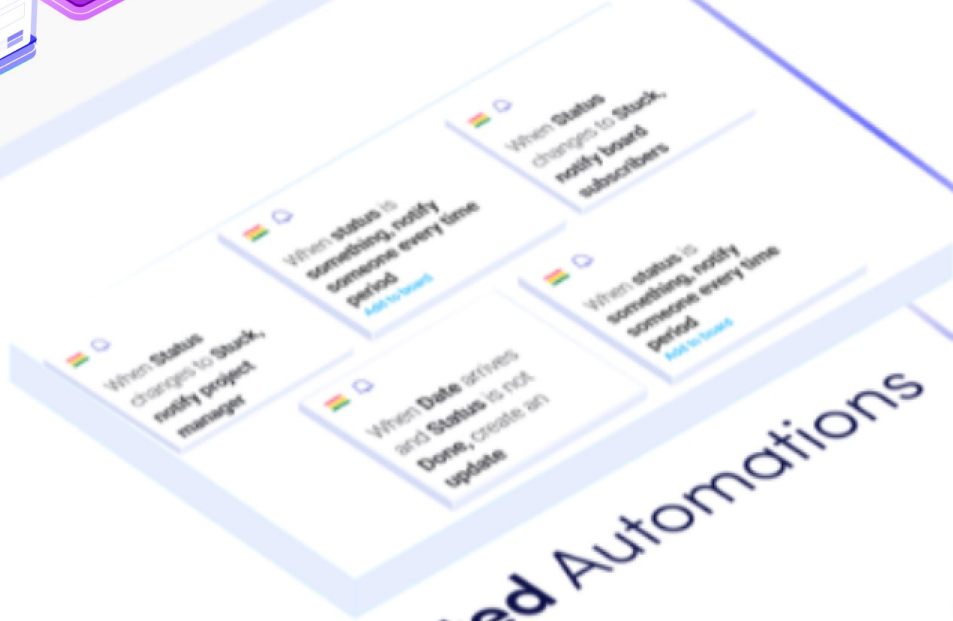 When Status
changes to Stuck,
notify board
subscribers
When status is
something, notify
someone every time
period
Add to board
When status is
something, notify
someone every time
period
Add to board
When Status
changes to Stuck,
notify project
manager
When Date arrives
and Status is not
Done, create an
update
ed Automations